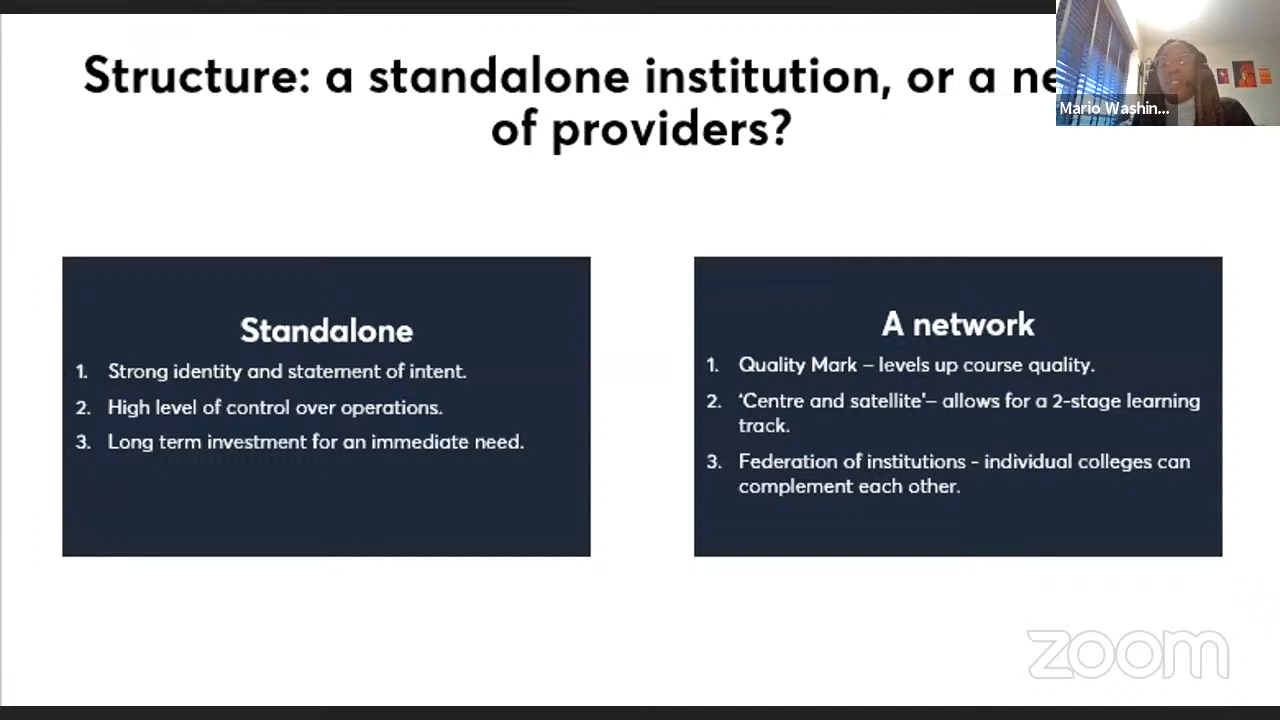 Structure: a standalone institution, or a ne
of providers?
Mario Washin...
Standalone
1. Strong identity and statement of intent.
2. High level of control over operations.
3. Long term investment for an immediate need.
A network
1. Quality Mark – levels up course quality.
2. ‘Centre and satellite’– allows for a 2-stage learning
track.
3. Federation of institutions - individual colleges can
complement each other.
zoom